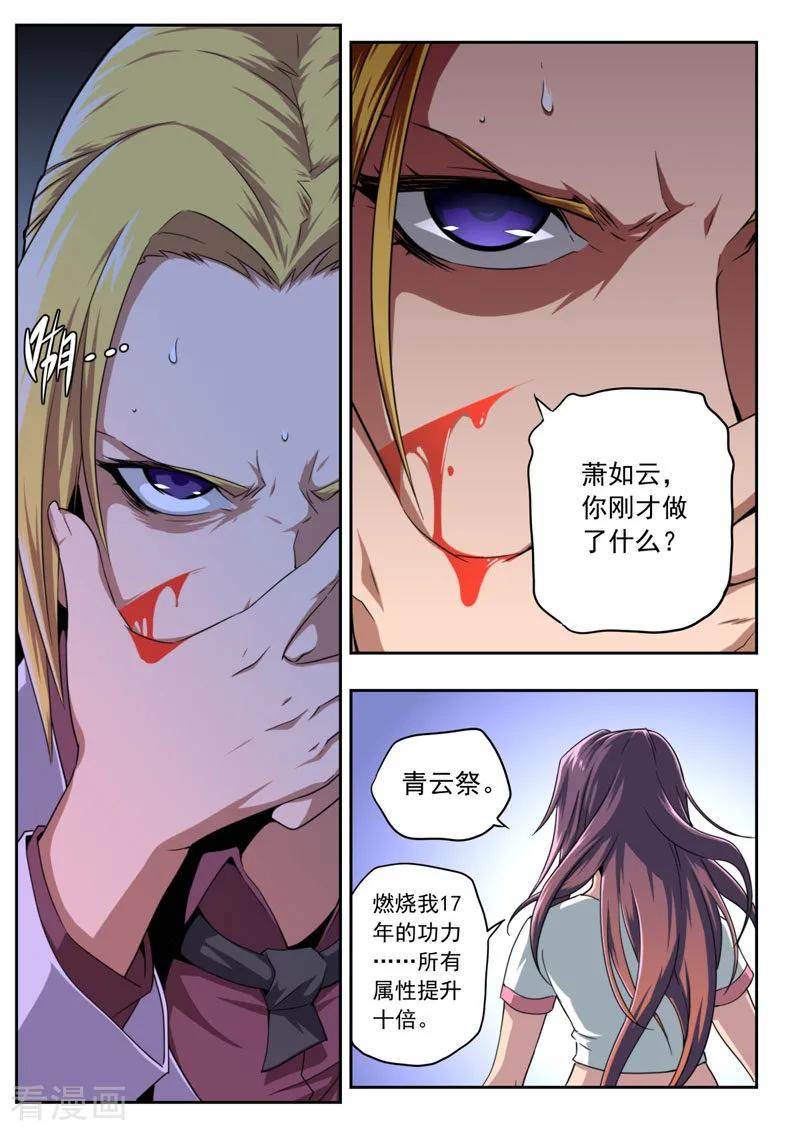 咕···
萧如云，
你刚才做
了什么？
青云祭。
燃烧我17
年的功力
……所有
属性提升
十倍。
看漫画